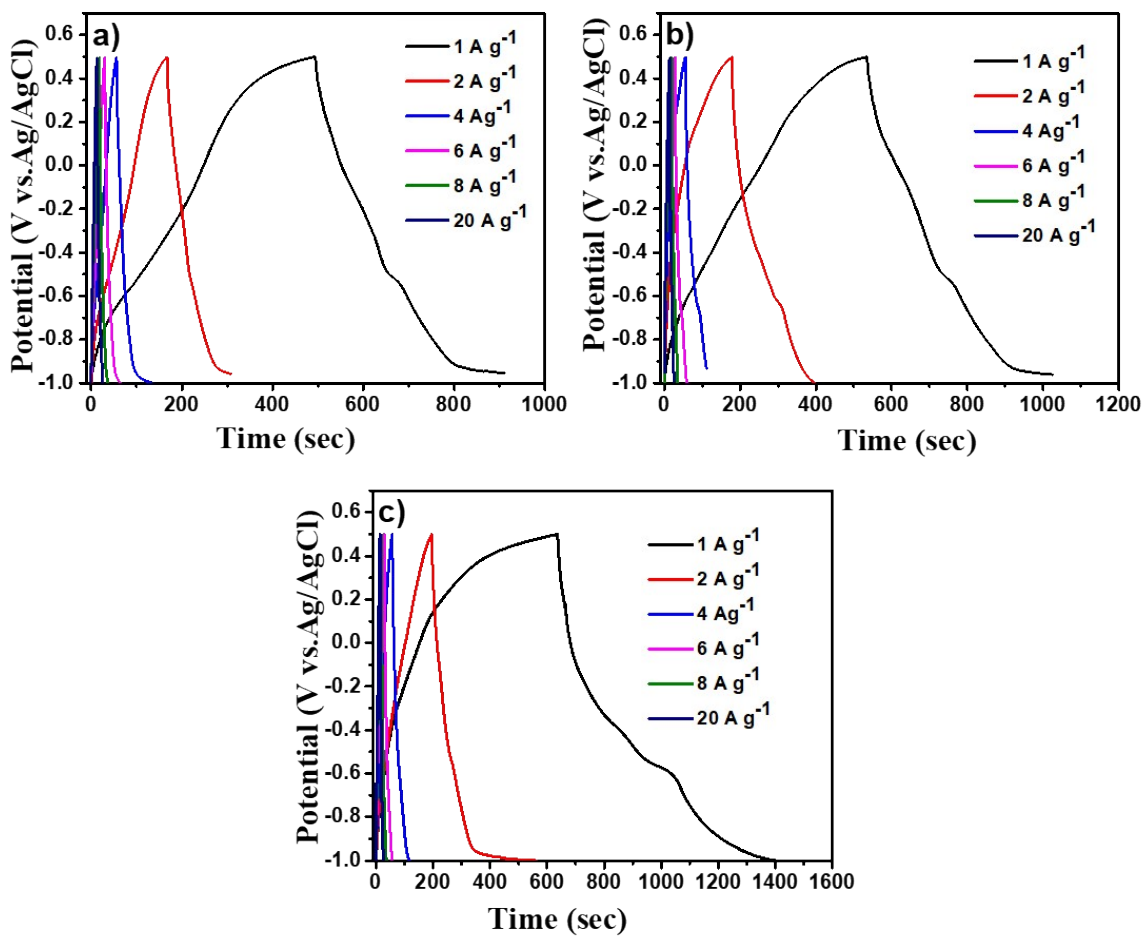 a)
0.6
0.4
0.2
0.0
-0.2
-0.4
-0.6
-0.8
-1.0
Potential (V vs.Ag/AgCl)
1 A g-1
2 A g-1
4 Ag-1
6 A g-1
8 A g-1
20 A g-1
0 200 400 600 800 1000
Time (sec)
b)
0.6
0.4
0.2
0.0
-0.2
-0.4
-0.6
-0.8
-1.0
Potential (V vs.Ag/AgCl)
1 A g-1
2 A g-1
4 Ag-1
6 A g-1
8 A g-1
20 A g-1
0 200 400 600 800 1000 1200
Time (sec)
c)
0.6
0.4
0.2
0.0
-0.2
-0.4
-0.6
-0.8
-1.0
Potential (V vs.Ag/AgCl)
1 A g-1
2 A g-1
4 Ag-1
6 A g-1
8 A g-1
20 A g-1
0 200 400 600 800 1000 1200 1400 1600
Time (sec)